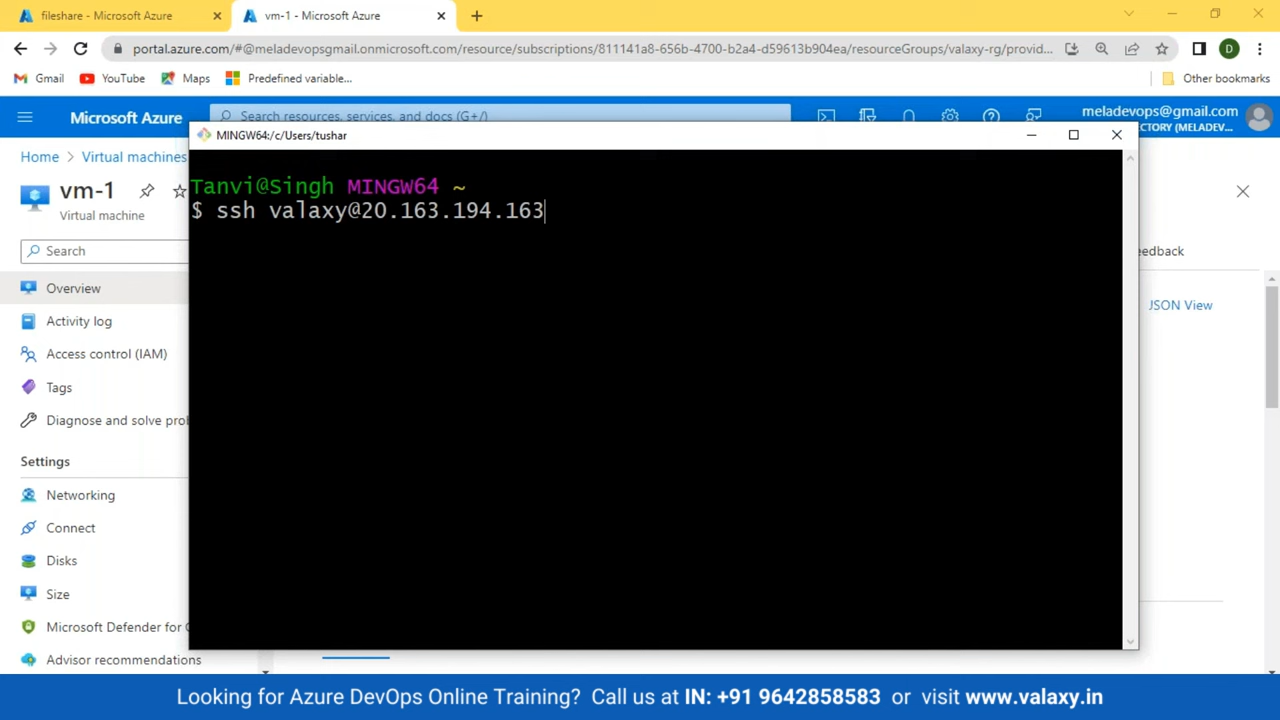 fileshare - Microsoft Azure
vm-1 - Microsoft Azure
portal.azure.com/#@meladevopsgmail.onmicrosoft.com/resource/subscriptions/811141a8-656b-4700-b2a4-d59613b904ea/resourceGroups/valaxy-rg/provid...
D
Gmail
YouTube
Maps
Predefined variable...
Other bookmarks
Microsoft Azure
Search resources, services, and docs (G+/)
meladevops@gmail.com
ECTORY (MELADEV...
MINGW64:/c/Users/tushar
Home > Virtual machines
vm-1
Virtual machine
Tanvi@Singh MINGW64 ~
$ ssh valaxy@20.163.194.163
Search
eedback
Overview
JSON View
Activity log
Access control (IAM)
Tags
Diagnose and solve prob
Settings
Networking
Connect
Disks
Size
Microsoft Defender for C
Advisor recommendations
Looking for Azure DevOps Online Training? Call us at IN: +91 9642858583 or visit www.valaxy.in